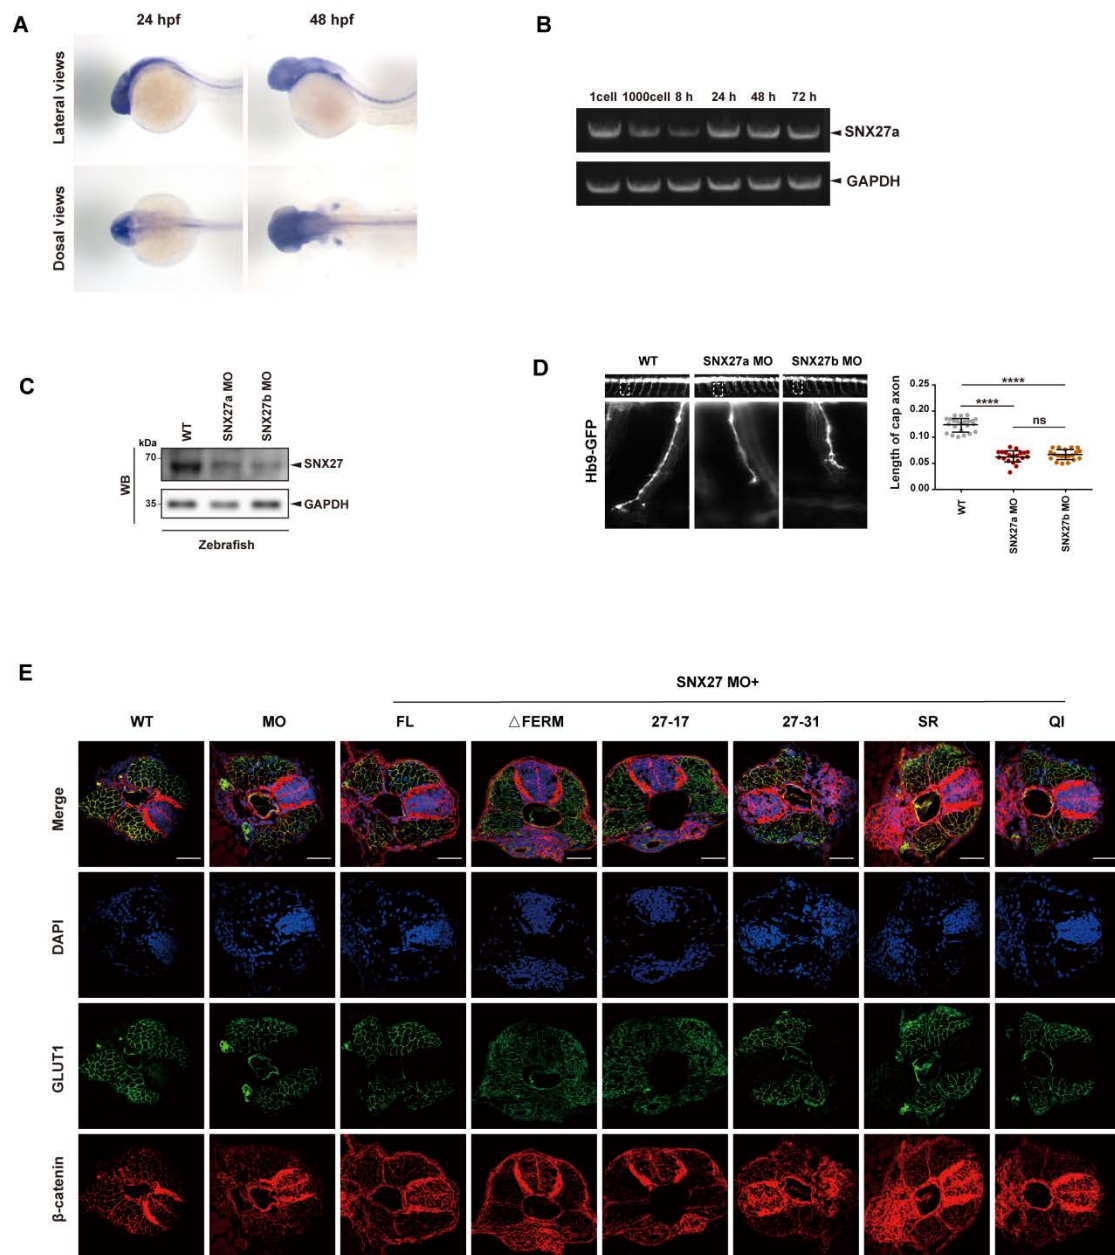 A
24 hpf
48 hpf
Lateral views
Dosal views
B
1cell 1000cell 8 h 24 h 48 h 72 h
SNX27a
GAPDH
C
WT
SNX27a MO
SNX27b MO
kDa
70
35
WB
SNX27
GAPDH
Zebrafish
D
WT
SNX27a MO
SNX27b MO
Hb9-GFP
Length of cap axon
0.25
0.20
0.10
0.05
0.00
****
****
ns
WT
SNX27a MO
SNX27b MO
E
SNX27 MO+
WT MO FL △FERM 27-17 27-31 SR QI
Merge
DAPI
GLUT1
β-catenin